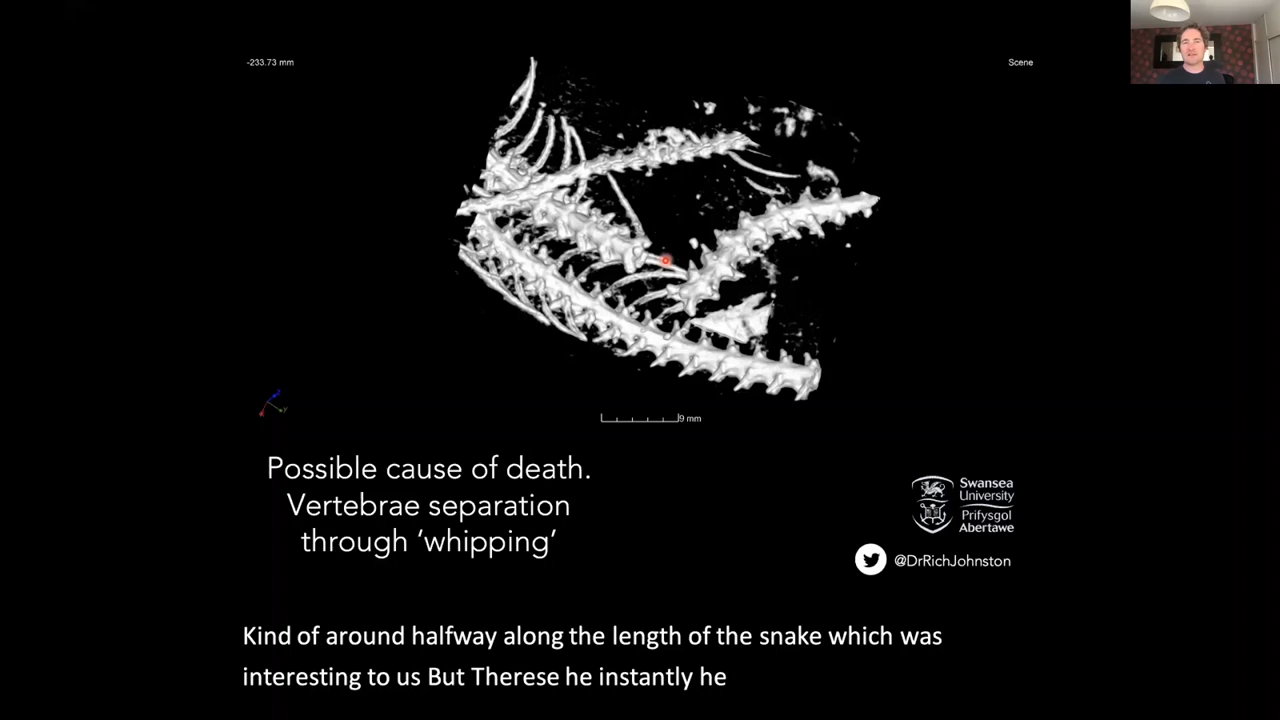 -233.73 mm
Scene
9 mm
Possible cause of death.
Vertebrae separation
through ‘whipping’
Swansea
University
Prifysgol
Abertawe
@DrRichJohnston
Kind of around halfway along the length of the snake which was
interesting to us But Therese he instantly he